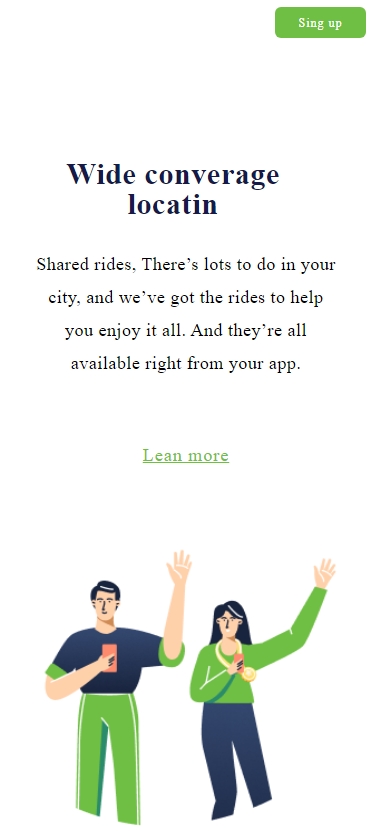 Sing up
Wide converage
locatin
Shared rides, There’s lots to do in your
city, and we’ve got the rides to help
you enjoy it all. And they’re all
available right from your app.
Lean more